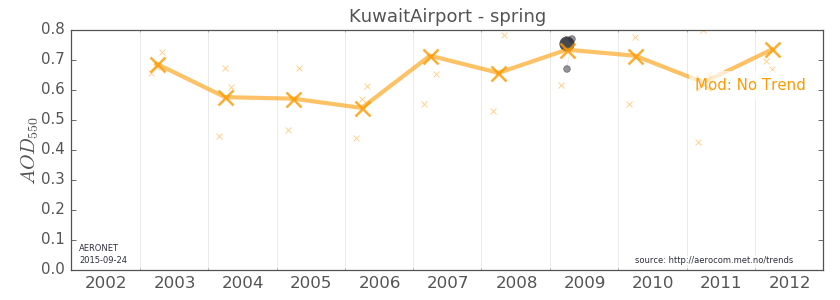 KuwaitAirport - spring
0.8
0.7
0.6
0.5
0.4
0.3
0.2
0.1
0.0
AOD550
Mod: No Trend
AERONET
2015-09-24
source: http://aerocom.met.no/trends
2002 2003 2004 2005 2006 2007 2008 2009 2010 2011 2012